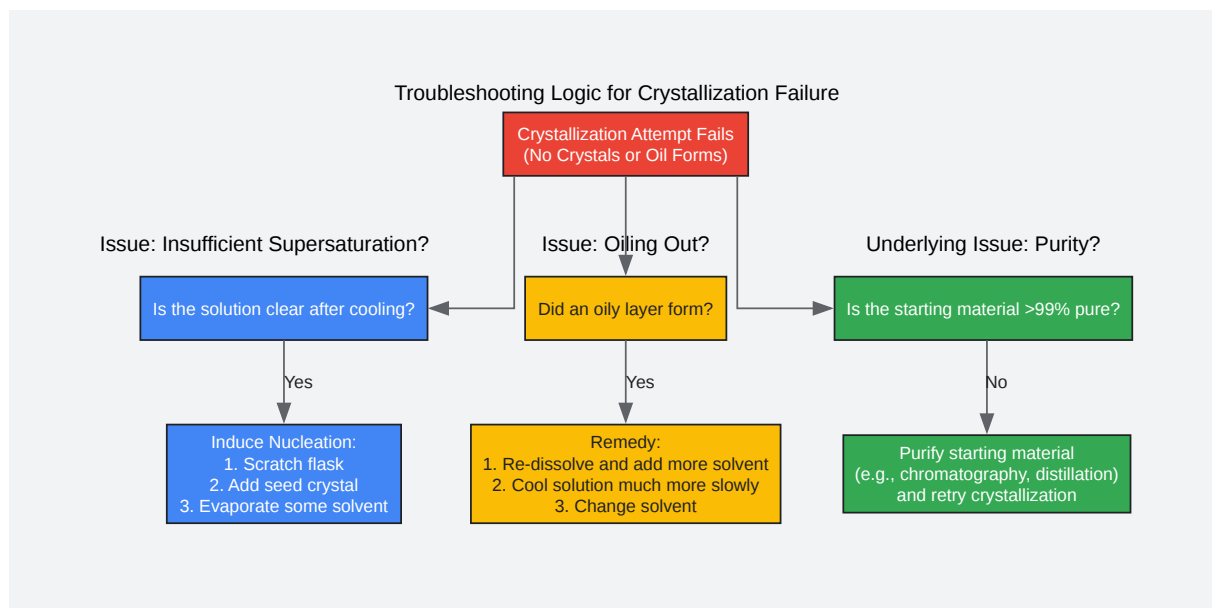 Troubleshooting Logic for Crystallization Failure
Crystallization Attempt Fails
(No Crystals or Oil Forms)
Issue: Insufficient Supersaturation?
Issue: Oiling Out?
Underlying Issue: Purity?
Is the solution clear after cooling?
Did an oily layer form?
Is the starting material >99% pure?
Yes
Yes
No
Induce Nucleation:
1. Scratch flask
2. Add seed crystal
3. Evaporate some solvent
Remedy:
1. Re-dissolve and add more solvent
2. Cool solution much more slowly
3. Change solvent
Purify starting material
(e.g., chromatography, distillation)
and retry crystallization